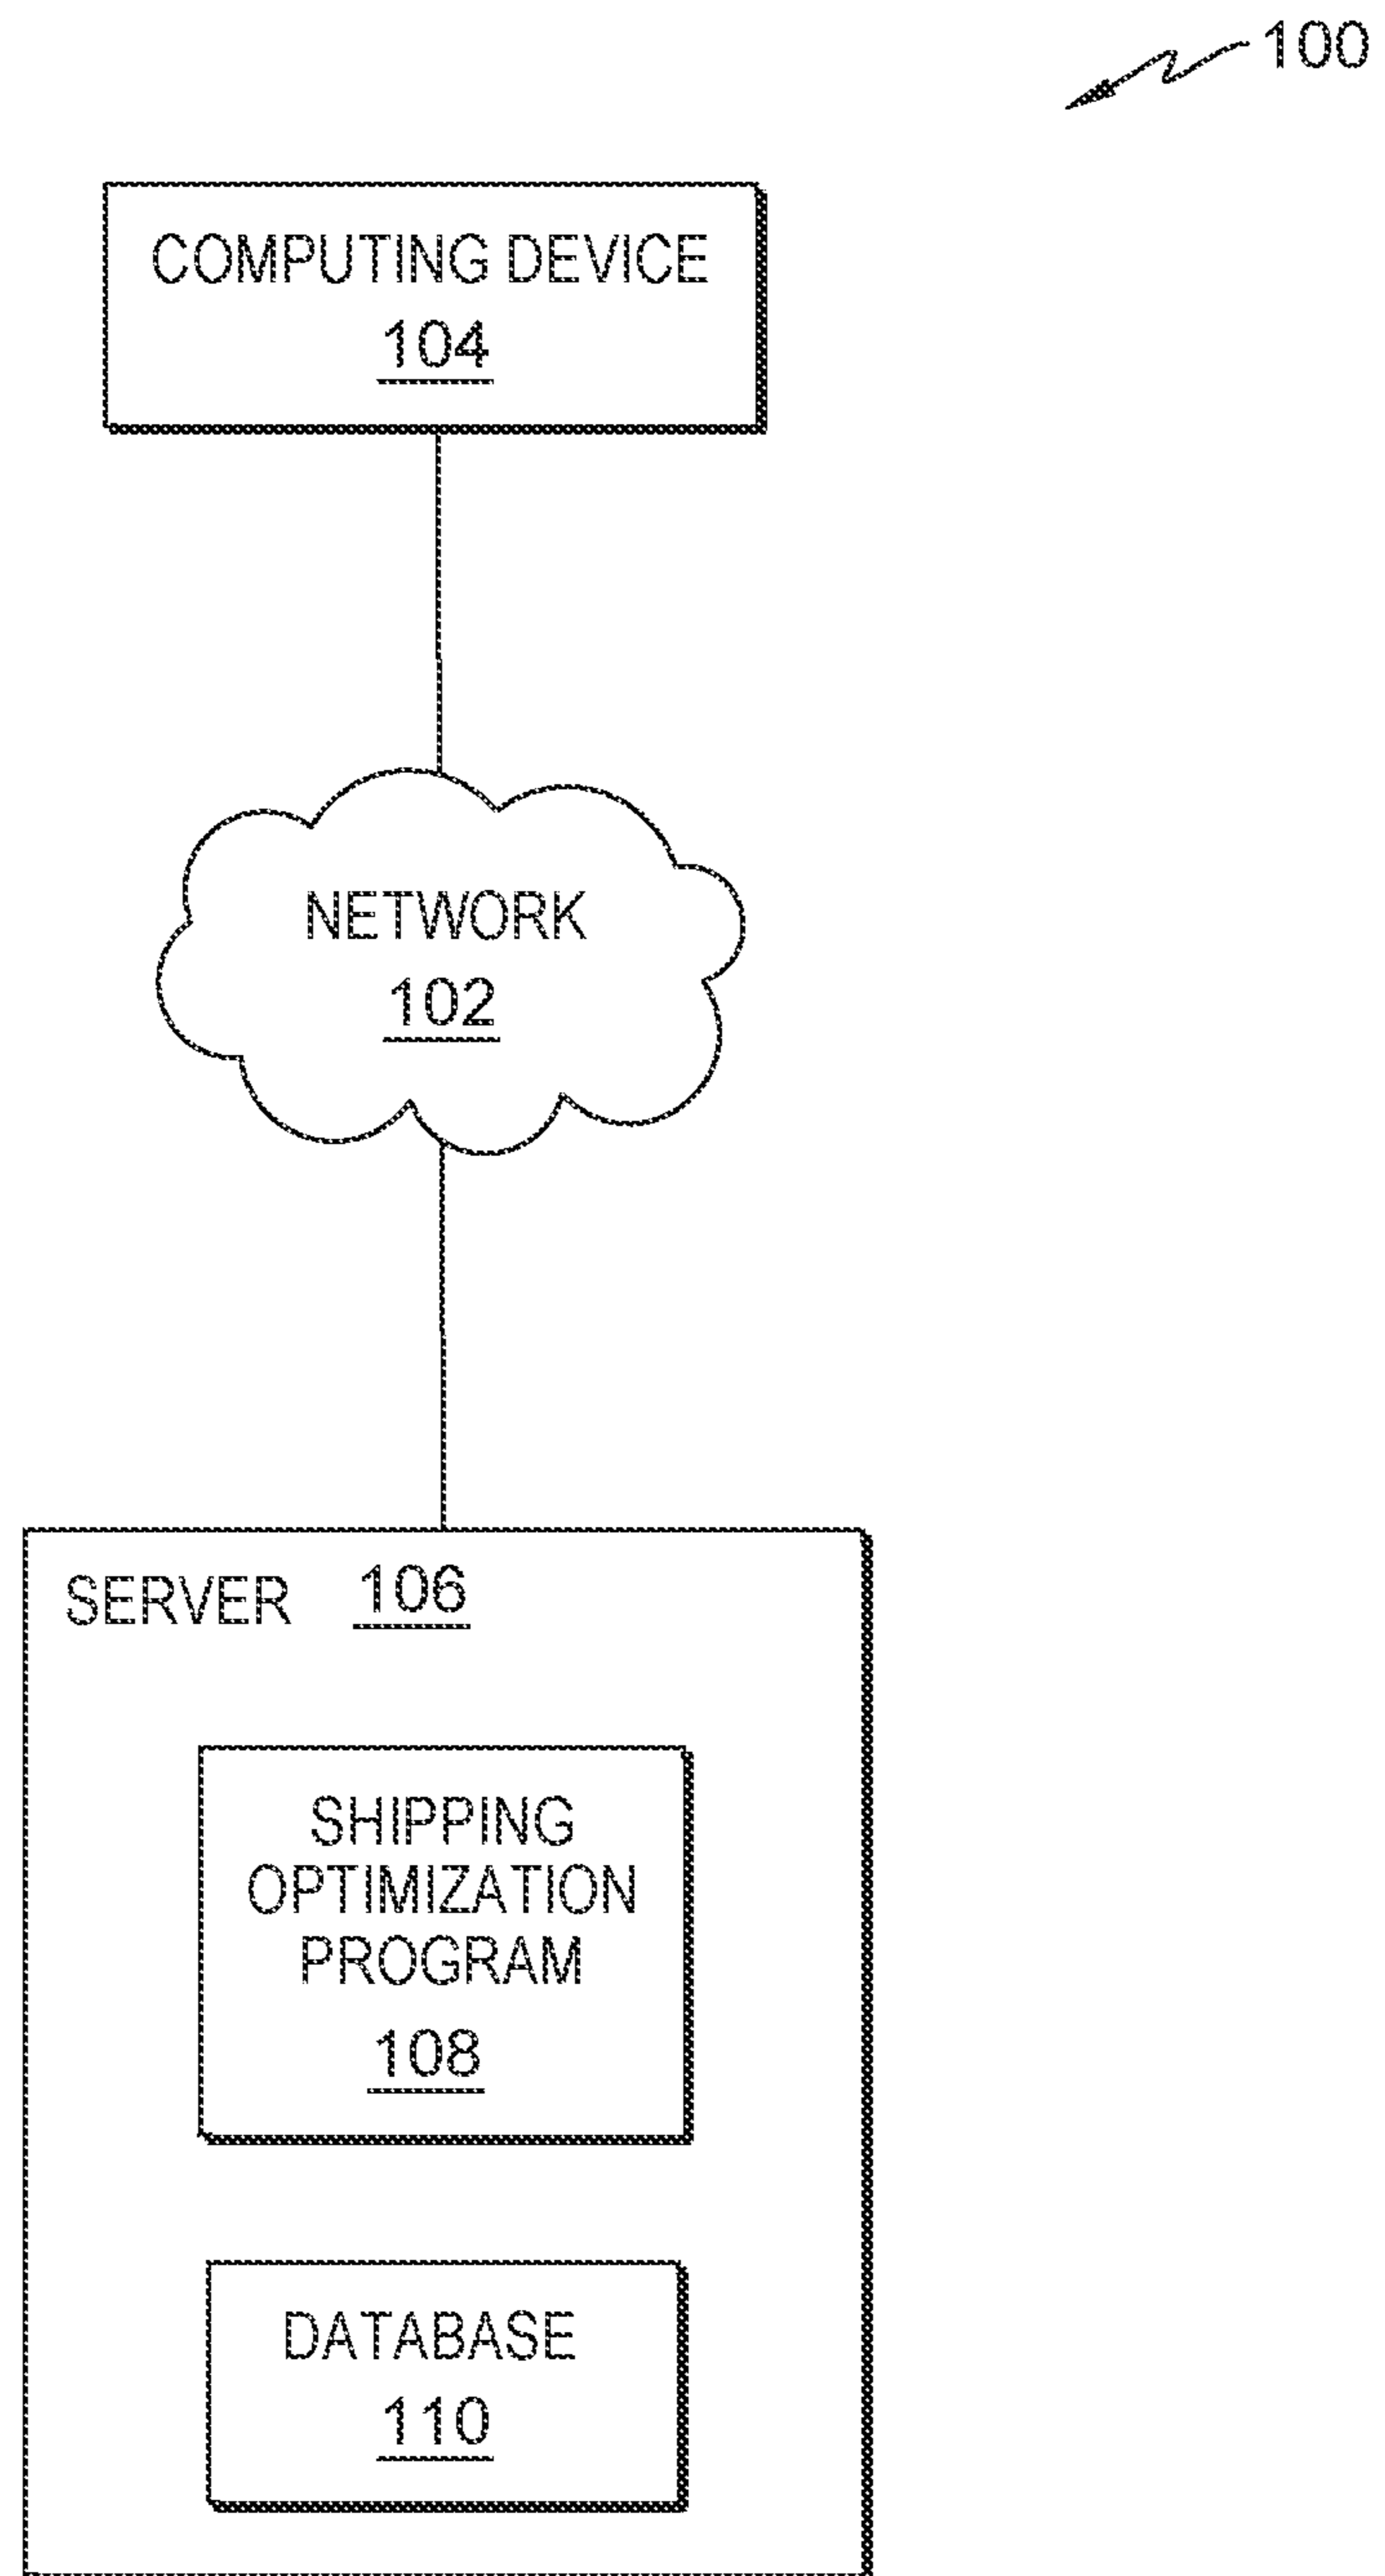 100
COMPUTING DEVICE
104
NETWORK
102
SERVER 106
SHIPPING
OPTIMIZATION
PROGRAM
108
DATABASE
110